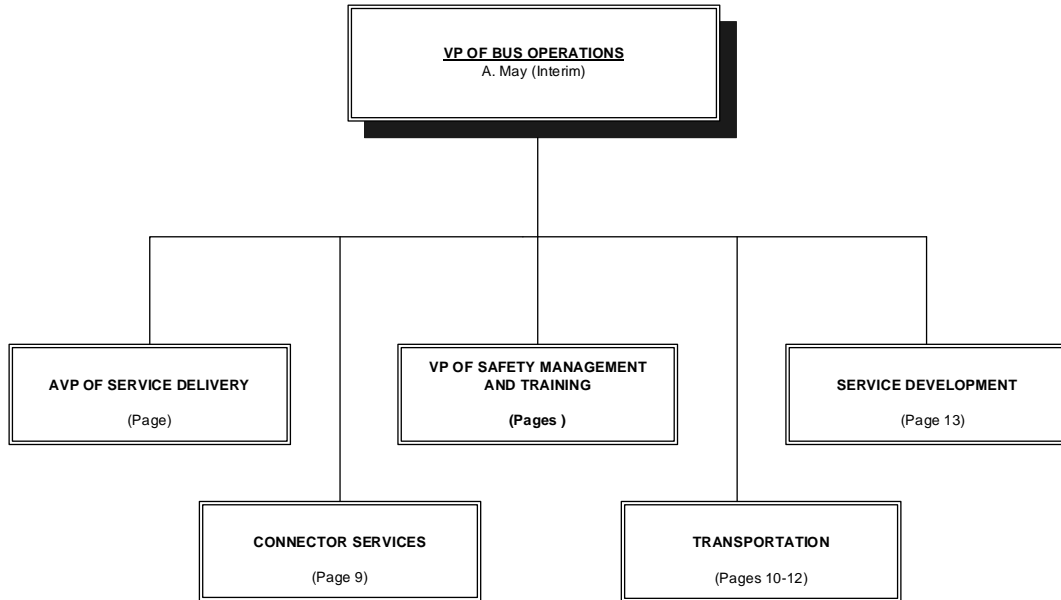 VP OF BUS OPERATIONS
A. May (Interim)
AVP OF SERVICE DELIVERY
(Page)
VP OF SAFETY MANAGEMENT
AND TRAINING
(Pages )
SERVICE DEVELOPMENT
(Page 13)
CONNECTOR SERVICES
(Page 9)
TRANSPORTATION
(Pages 10-12)